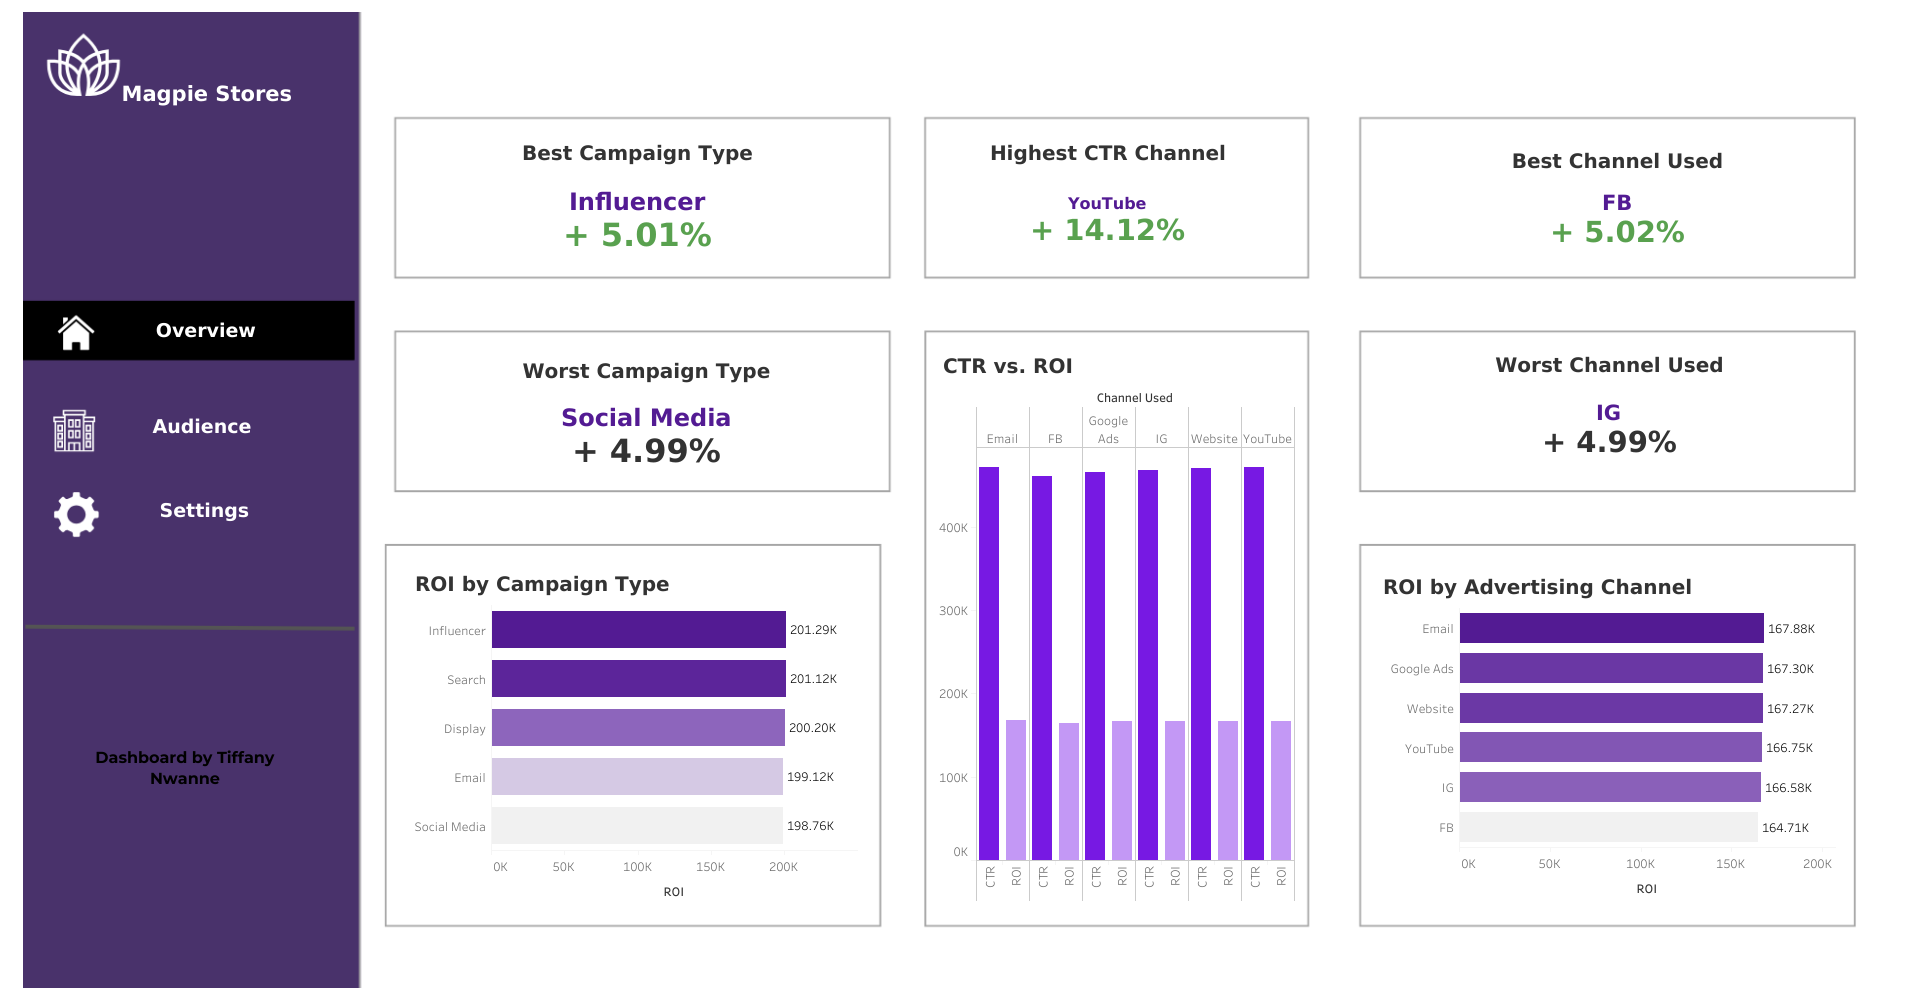 Magpie Stores
Overview
Audience
Settings
Dashboard by Tiffany
Nwanne
Best Campaign Type
Influencer
+ 5.01%
Highest CTR Channel
YouTube
+ 14.12%
Best Channel Used
FB
+ 5.02%
Worst Campaign Type
Social Media
+ 4.99%
Worst Channel Used
IG
+ 4.99%
ROI by Campaign Type
Influencer 201.29K
Search 201.12K
Display 200.20K
Email 199.12K
Social Media 198.76K
0K 50K 100K 150K 200K
ROI
CTR vs. ROI
Channel Used
Email FB Google Ads IG Website YouTube
400K
300K
200K
100K
0K
CTR ROI CTR ROI CTR ROI CTR ROI CTR ROI CTR ROI
ROI by Advertising Channel
Email 167.88K
Google Ads 167.30K
Website 167.27K
YouTube 166.75K
IG 166.58K
FB 164.71K
0K 50K 100K 150K 200K
ROI